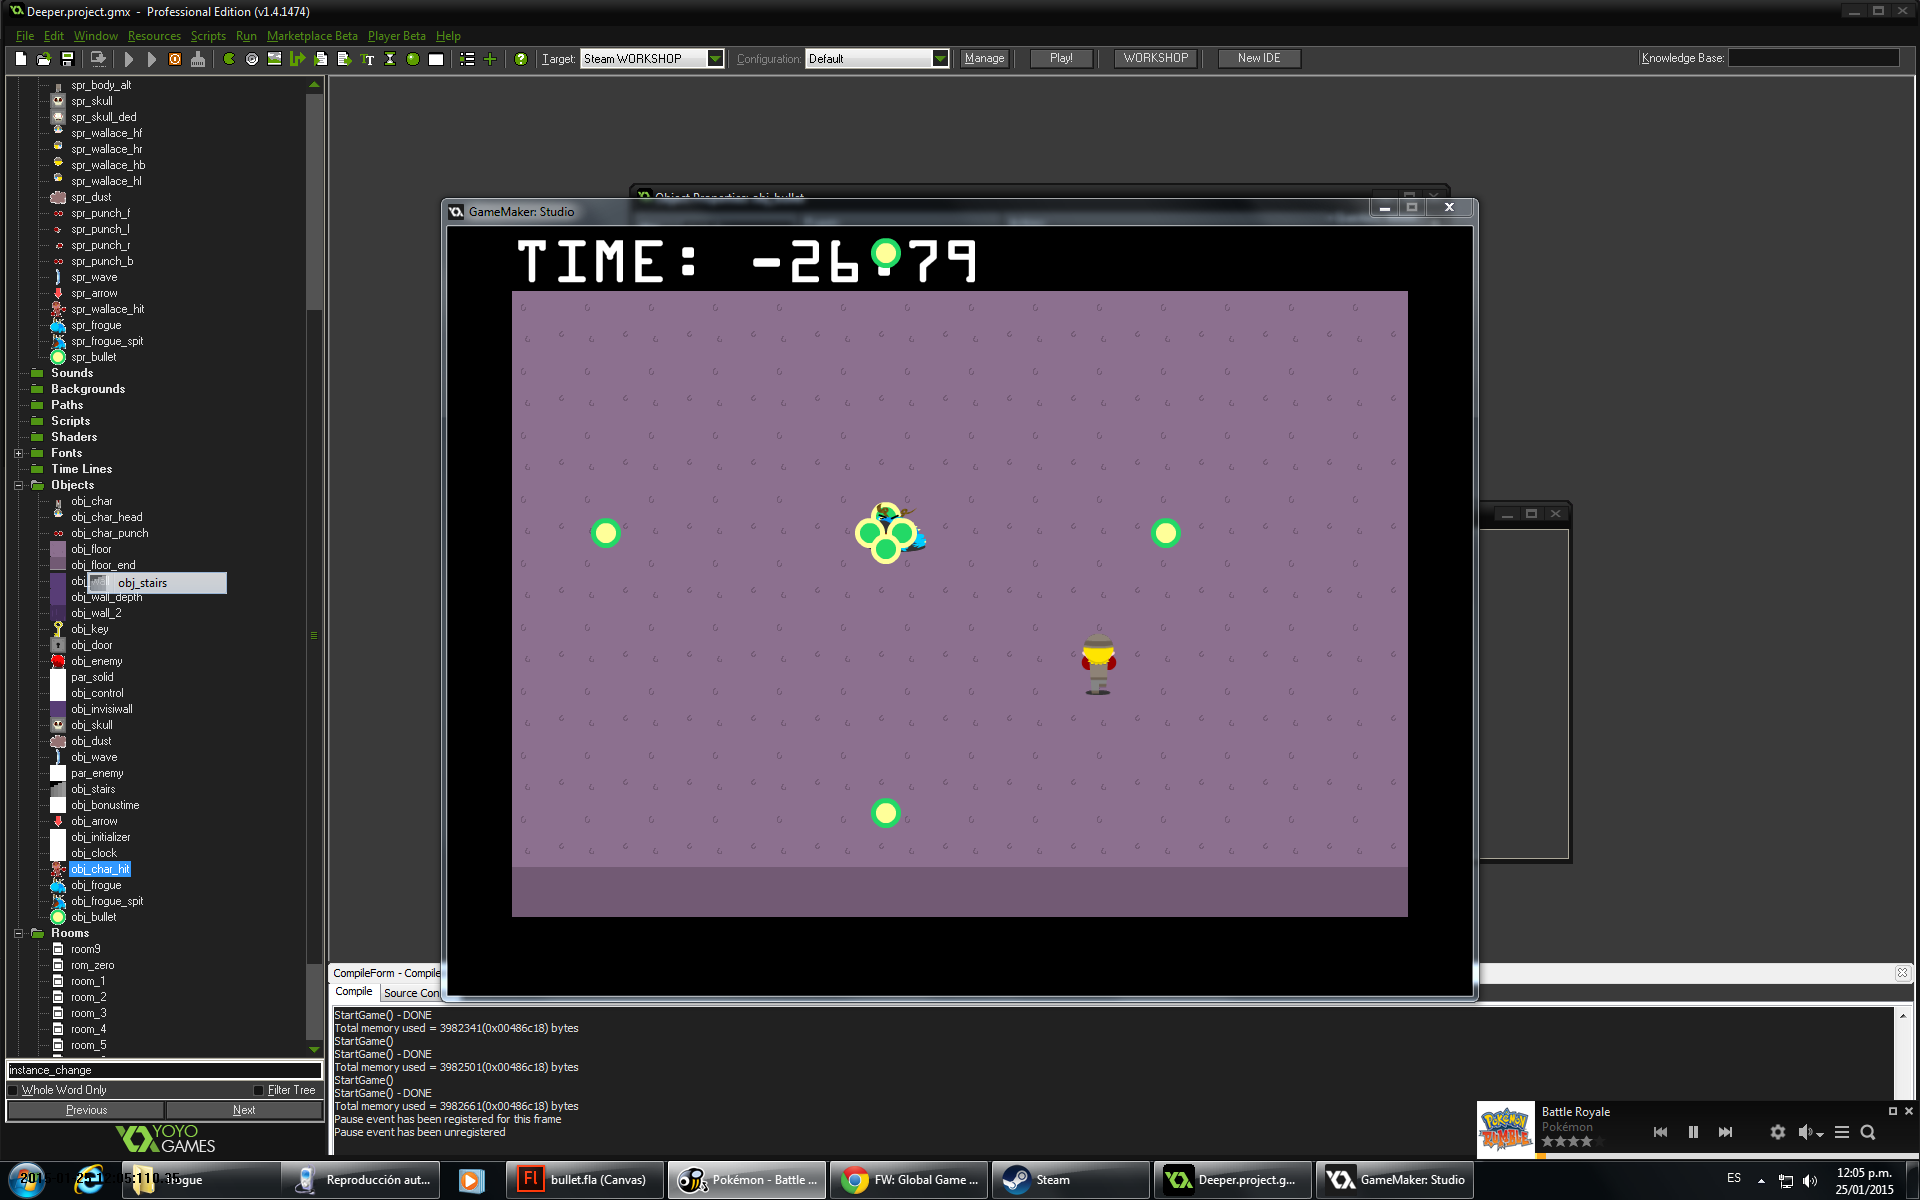 Deeper.project.gmx - Professional Edition (v1.4.1474)
File Edit Window Resources Scripts Run Marketplace Beta Player Beta Help
Target: Steam WORKSHOP Configuration: Default Manage Play! WORKSHOP New IDE Knowledge Base:
spr_body_alt
spr_skull
spr_skull_ded
spr_wallace_hf
spr_wallace_hr
spr_wallace_hb
spr_wallace_hl
spr_dust
spr_punch_f
spr_punch_l
spr_punch_r
spr_punch_b
spr_wave
spr_arrow
spr_wallace_hit
spr_frogue
spr_frogue_spit
spr_bullet
Sounds
Backgrounds
Paths
Scripts
Shaders
Fonts
Time Lines
Objects
obj_char
obj_char_head
obj_char_punch
obj_floor
obj_floor_end
obj_stairs
obj_wall_depth
obj_wall_2
obj_key
obj_door
obj_enemy
par_solid
obj_control
obj_invisiwall
obj_skull
obj_dust
obj_wave
par_enemy
obj_stairs
obj_bonustime
obj_arrow
obj_initializer
obj_clock
obj_char_hit
obj_frogue
obj_frogue_spit
obj_bullet
Rooms
room9
rom_zero
room_1
room_2
room_3
room_4
room_5
instance_change
Whole Word Only Filter Tree
Previous Next
YOYO
GAMES
Object Properties: obj_bullet
GameMaker: Studio
TIME: -26.79
CompileForm - Compile
Compile Source Con
StartGame() - DONE
Total memory used = 3982341(0x00486c18) bytes
StartGame()
StartGame() - DONE
Total memory used = 3982501(0x00486c18) bytes
StartGame()
StartGame() - DONE
Total memory used = 3982661(0x00486c18) bytes
Pause event has been registered for this frame
Pause event has been unregistered
POKéMON
TUMBLE
Battle Royale
Pokémon
Reproducción aut...
bullet.fla (Canvas)
Pokémon - Battle ...
FW: Global Game ...
Steam
Deeper.project.g...
GameMaker: Studio
ES
12:05 p.m.
25/01/2015